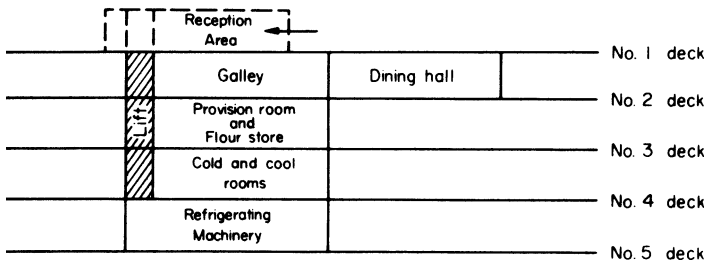 Reception
Area
No. 1 deck
Galley
Dining hall
No. 2 deck
Lift
Provision room
and
Flour store
No. 3 deck
Cold and cool
rooms
No. 4 deck
Refrigerating
Machinery
No. 5 deck